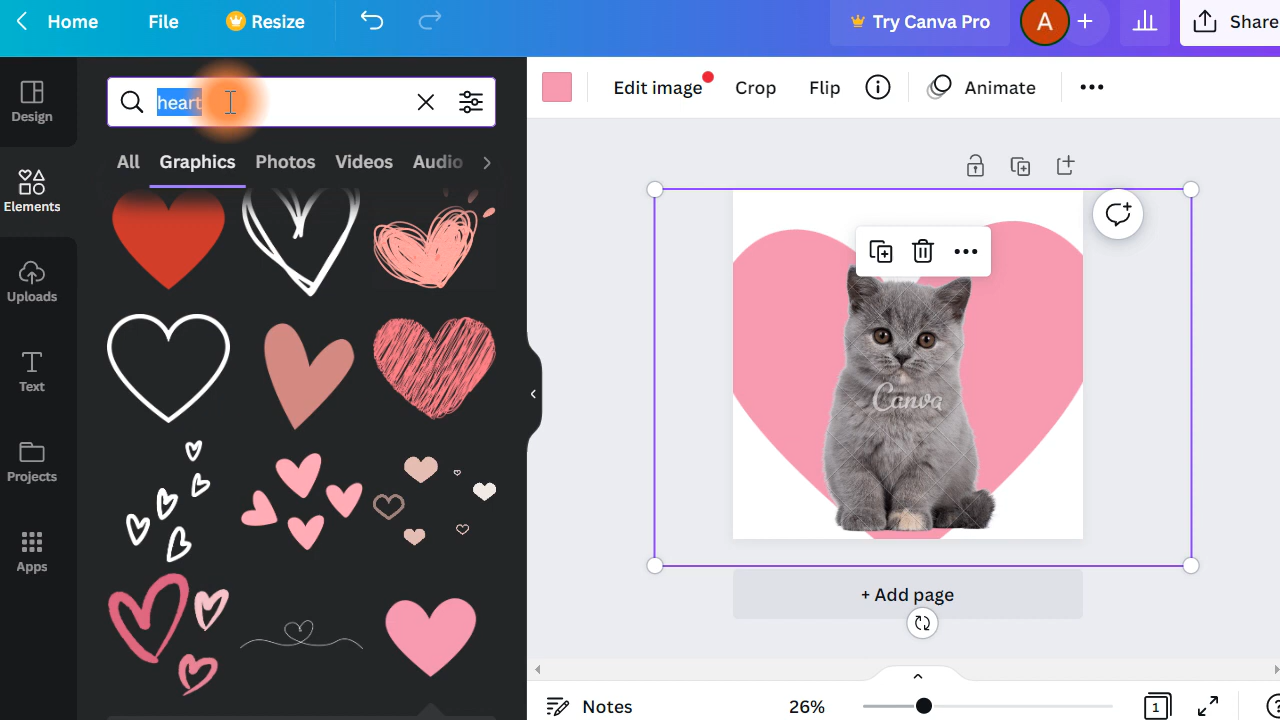 Home File Resize Try Canva Pro A Share
heart
Edit image Crop Flip Animate
All Graphics Photos Videos Audio
Design
Elements
Uploads
Text
Projects
Apps
Canva
+ Add page
Notes 26% 1